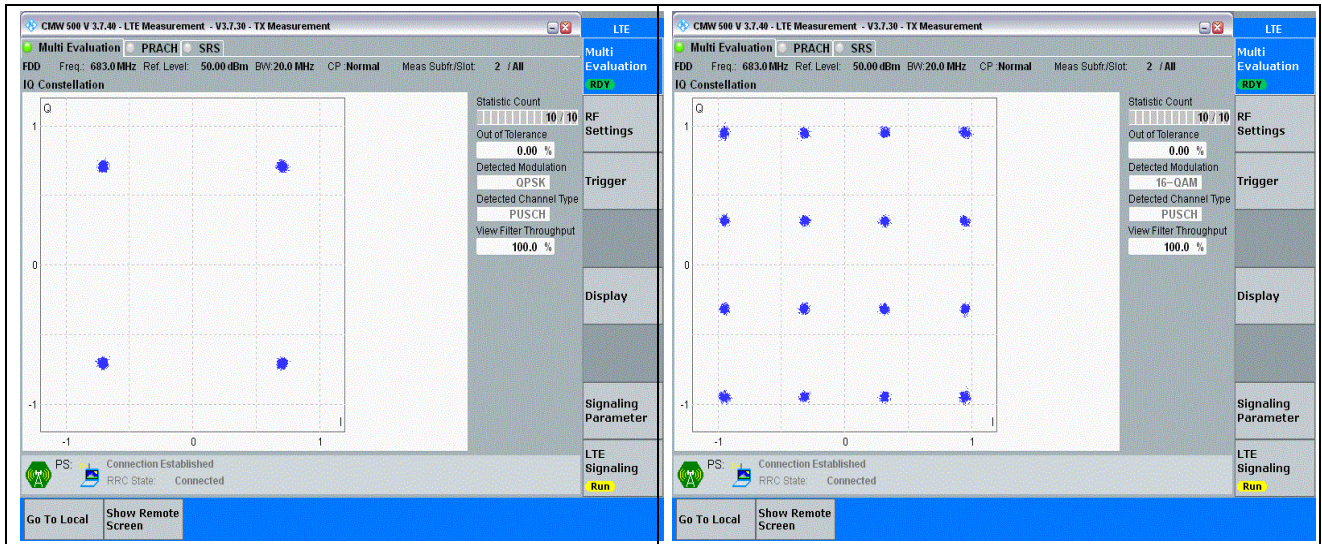 CMW 500 V 3.7.40 - LTE Measurement - V3.7.30 - TX Measurement
LTE
Multi Evaluation PRACH SRS
Multi
Evaluation
RDY
FDD Freq.: 683.0 MHz Ref. Level: 50.00 dBm BW: 20.0 MHz CP :Normal Meas Subfr./Slot: 2 / All
IQ Constellation
Q
1
0
-1
-1 0 1
I
Statistic Count
10 / 10
Out of Tolerance
0.00 %
Detected Modulation
QPSK
Detected Channel Type
PUSCH
View Filter Throughput
100.0 %
RF
Settings
Trigger
Display
Signaling
Parameter
LTE
Signaling
Run
PS: Connection Established
RRC State: Connected
Go To Local
Show Remote
Screen
CMW 500 V 3.7.40 - LTE Measurement - V3.7.30 - TX Measurement
LTE
Multi Evaluation PRACH SRS
Multi
Evaluation
RDY
FDD Freq.: 683.0 MHz Ref. Level: 50.00 dBm BW: 20.0 MHz CP :Normal Meas Subfr./Slot: 2 / All
IQ Constellation
Q
1
0
-1
-1 0 1
I
Statistic Count
10 / 10
Out of Tolerance
0.00 %
Detected Modulation
16-QAM
Detected Channel Type
PUSCH
View Filter Throughput
100.0 %
RF
Settings
Trigger
Display
Signaling
Parameter
LTE
Signaling
Run
PS: Connection Established
RRC State: Connected
Go To Local
Show Remote
Screen